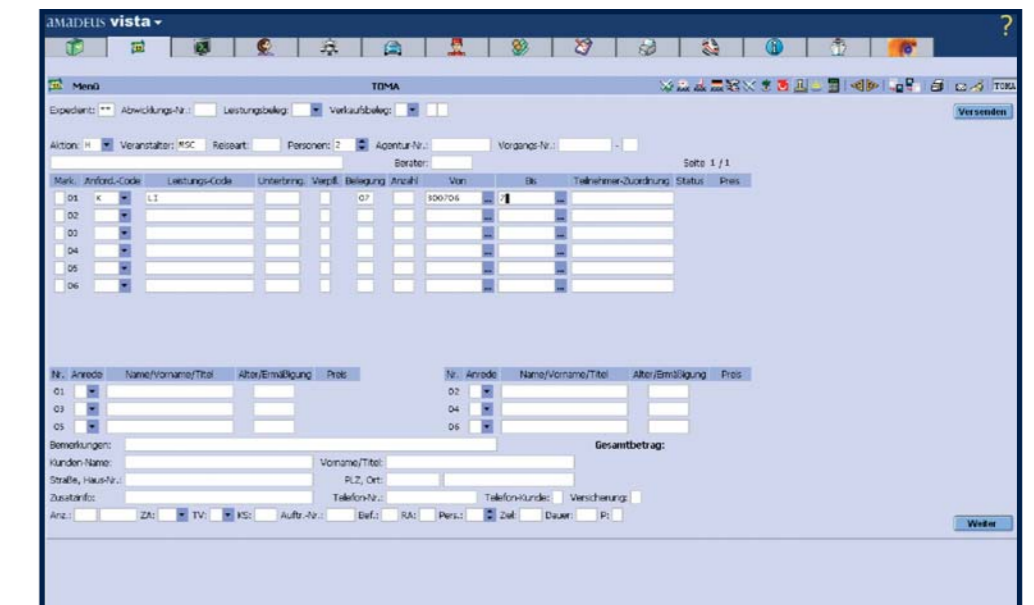 amadeus vista
?
Menü TOMA TOMA
Expedient: ** Abwicklungs-Nr.: Leistungsbeleg: Verkaufsbeleg: Versenden
Aktion: H Veranstalter: MSC Reiseart: Personen: 2 Agentur-Nr.: Vorgangs-Nr.: -
Berater: Seite 1 / 1
Mark. Anford.-Code Leistungs-Code Unterbring. Verpfl. Belegung Anzahl Von Bis Teilnehmer-Zuordnung Status Preis
01 K LI 07 300706 ... 7 ...
02 ... ...
03 ... ...
04 ... ...
05 ... ...
06 ... ...
Nr. Anrede Name/Vorname/Titel Alter/Ermäßigung Preis Nr. Anrede Name/Vorname/Titel Alter/Ermäßigung Preis
01 02
03 04
05 06
Bemerkungen: Gesamtbetrag:
Kunden-Name: Vorname/Titel:
Straße, Haus-Nr.: PLZ, Ort:
Zusatzinfo: Telefon-Nr.: Telefon-Kunde: Versicherung:
Anz.: ZA: TV: KS: Auftr.-Nr.: Bef.: RA: Pers.: Ziel: Dauer: P:
Weiter